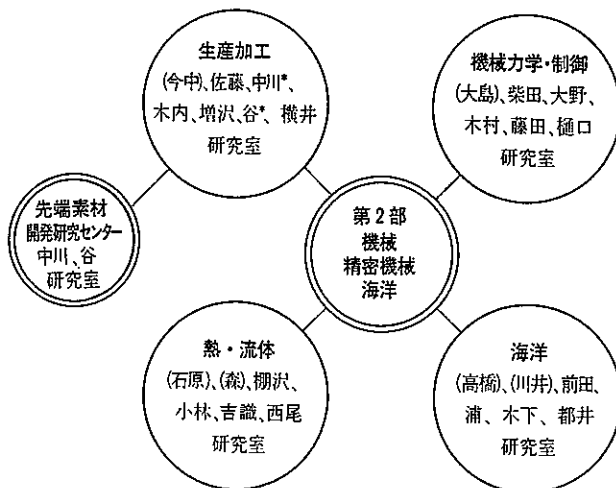 生産加工
(今中)、佐藤、中川*、
木内、増沢、谷*、横井
研究室
機械力学・制御
(大島)、柴田、大野、
木村、藤田、樋口
研究室
先端素材
開発研究センター
中川、谷
研究室
第2部
機械
精密機械
海洋
熱・流体
(石原)、(森)、棚沢、
小林、吉識、西尾
研究室
海洋
(高橋)、(川井)、前田、
浦、木下、都井
研究室